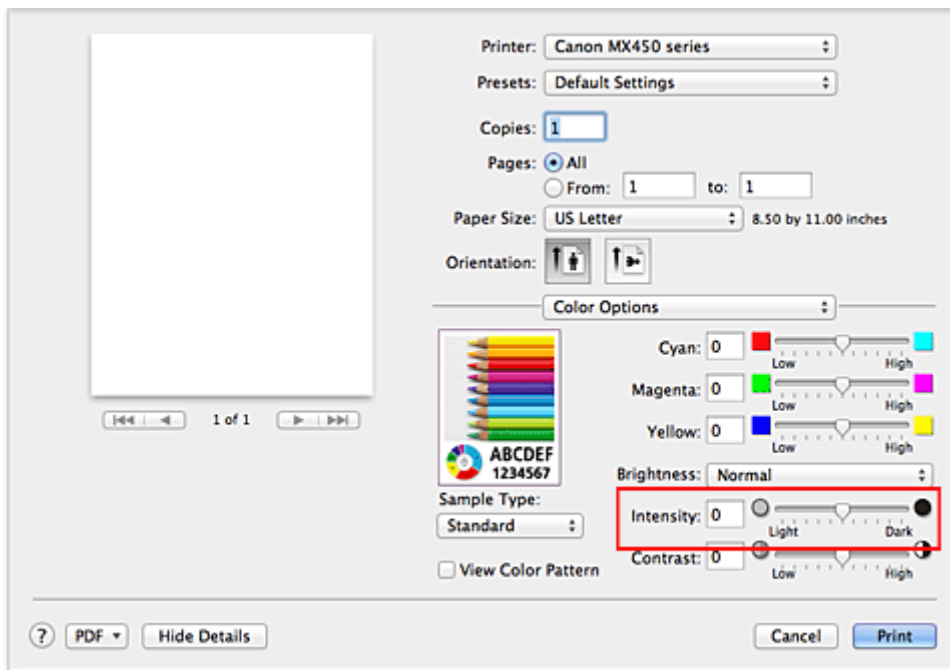 Printer: Canon MX450 series
Presets: Default Settings
Copies: 1
Pages: All
From: 1 to: 1
Paper Size: US Letter 8.50 by 11.00 inches
Orientation:
Color Options
Cyan: 0
Low High
Magenta: 0
Low High
Yellow: 0
Low High
1 of 1
ABCDEF
1234567
Brightness: Normal
Sample Type:
Standard
Intensity: 0
Light Dark
View Color Pattern
Contrast: 0
Low High
? PDF Hide Details Cancel Print